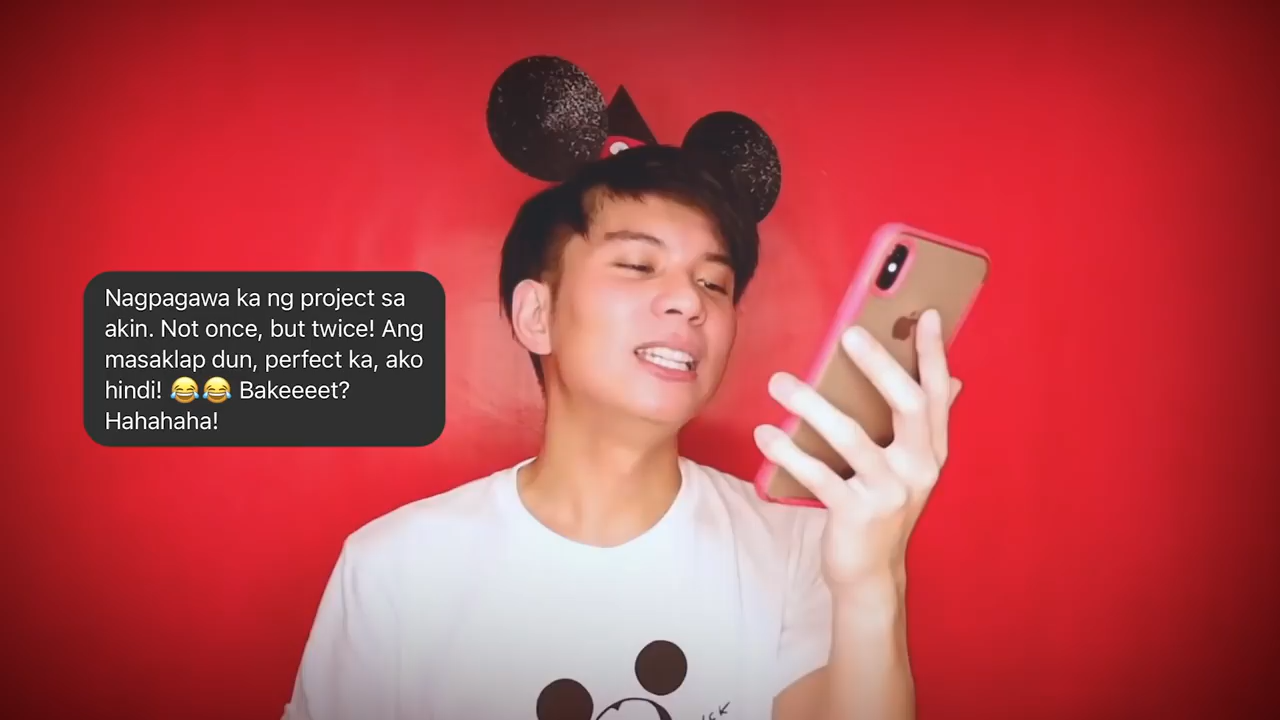 Nagpagawa ka ng project sa
akin. Not once, but twice! Ang
masaklap dun, perfect ka, ako
hindi! 😂😂 Bakeeeet?
Hahahaha!